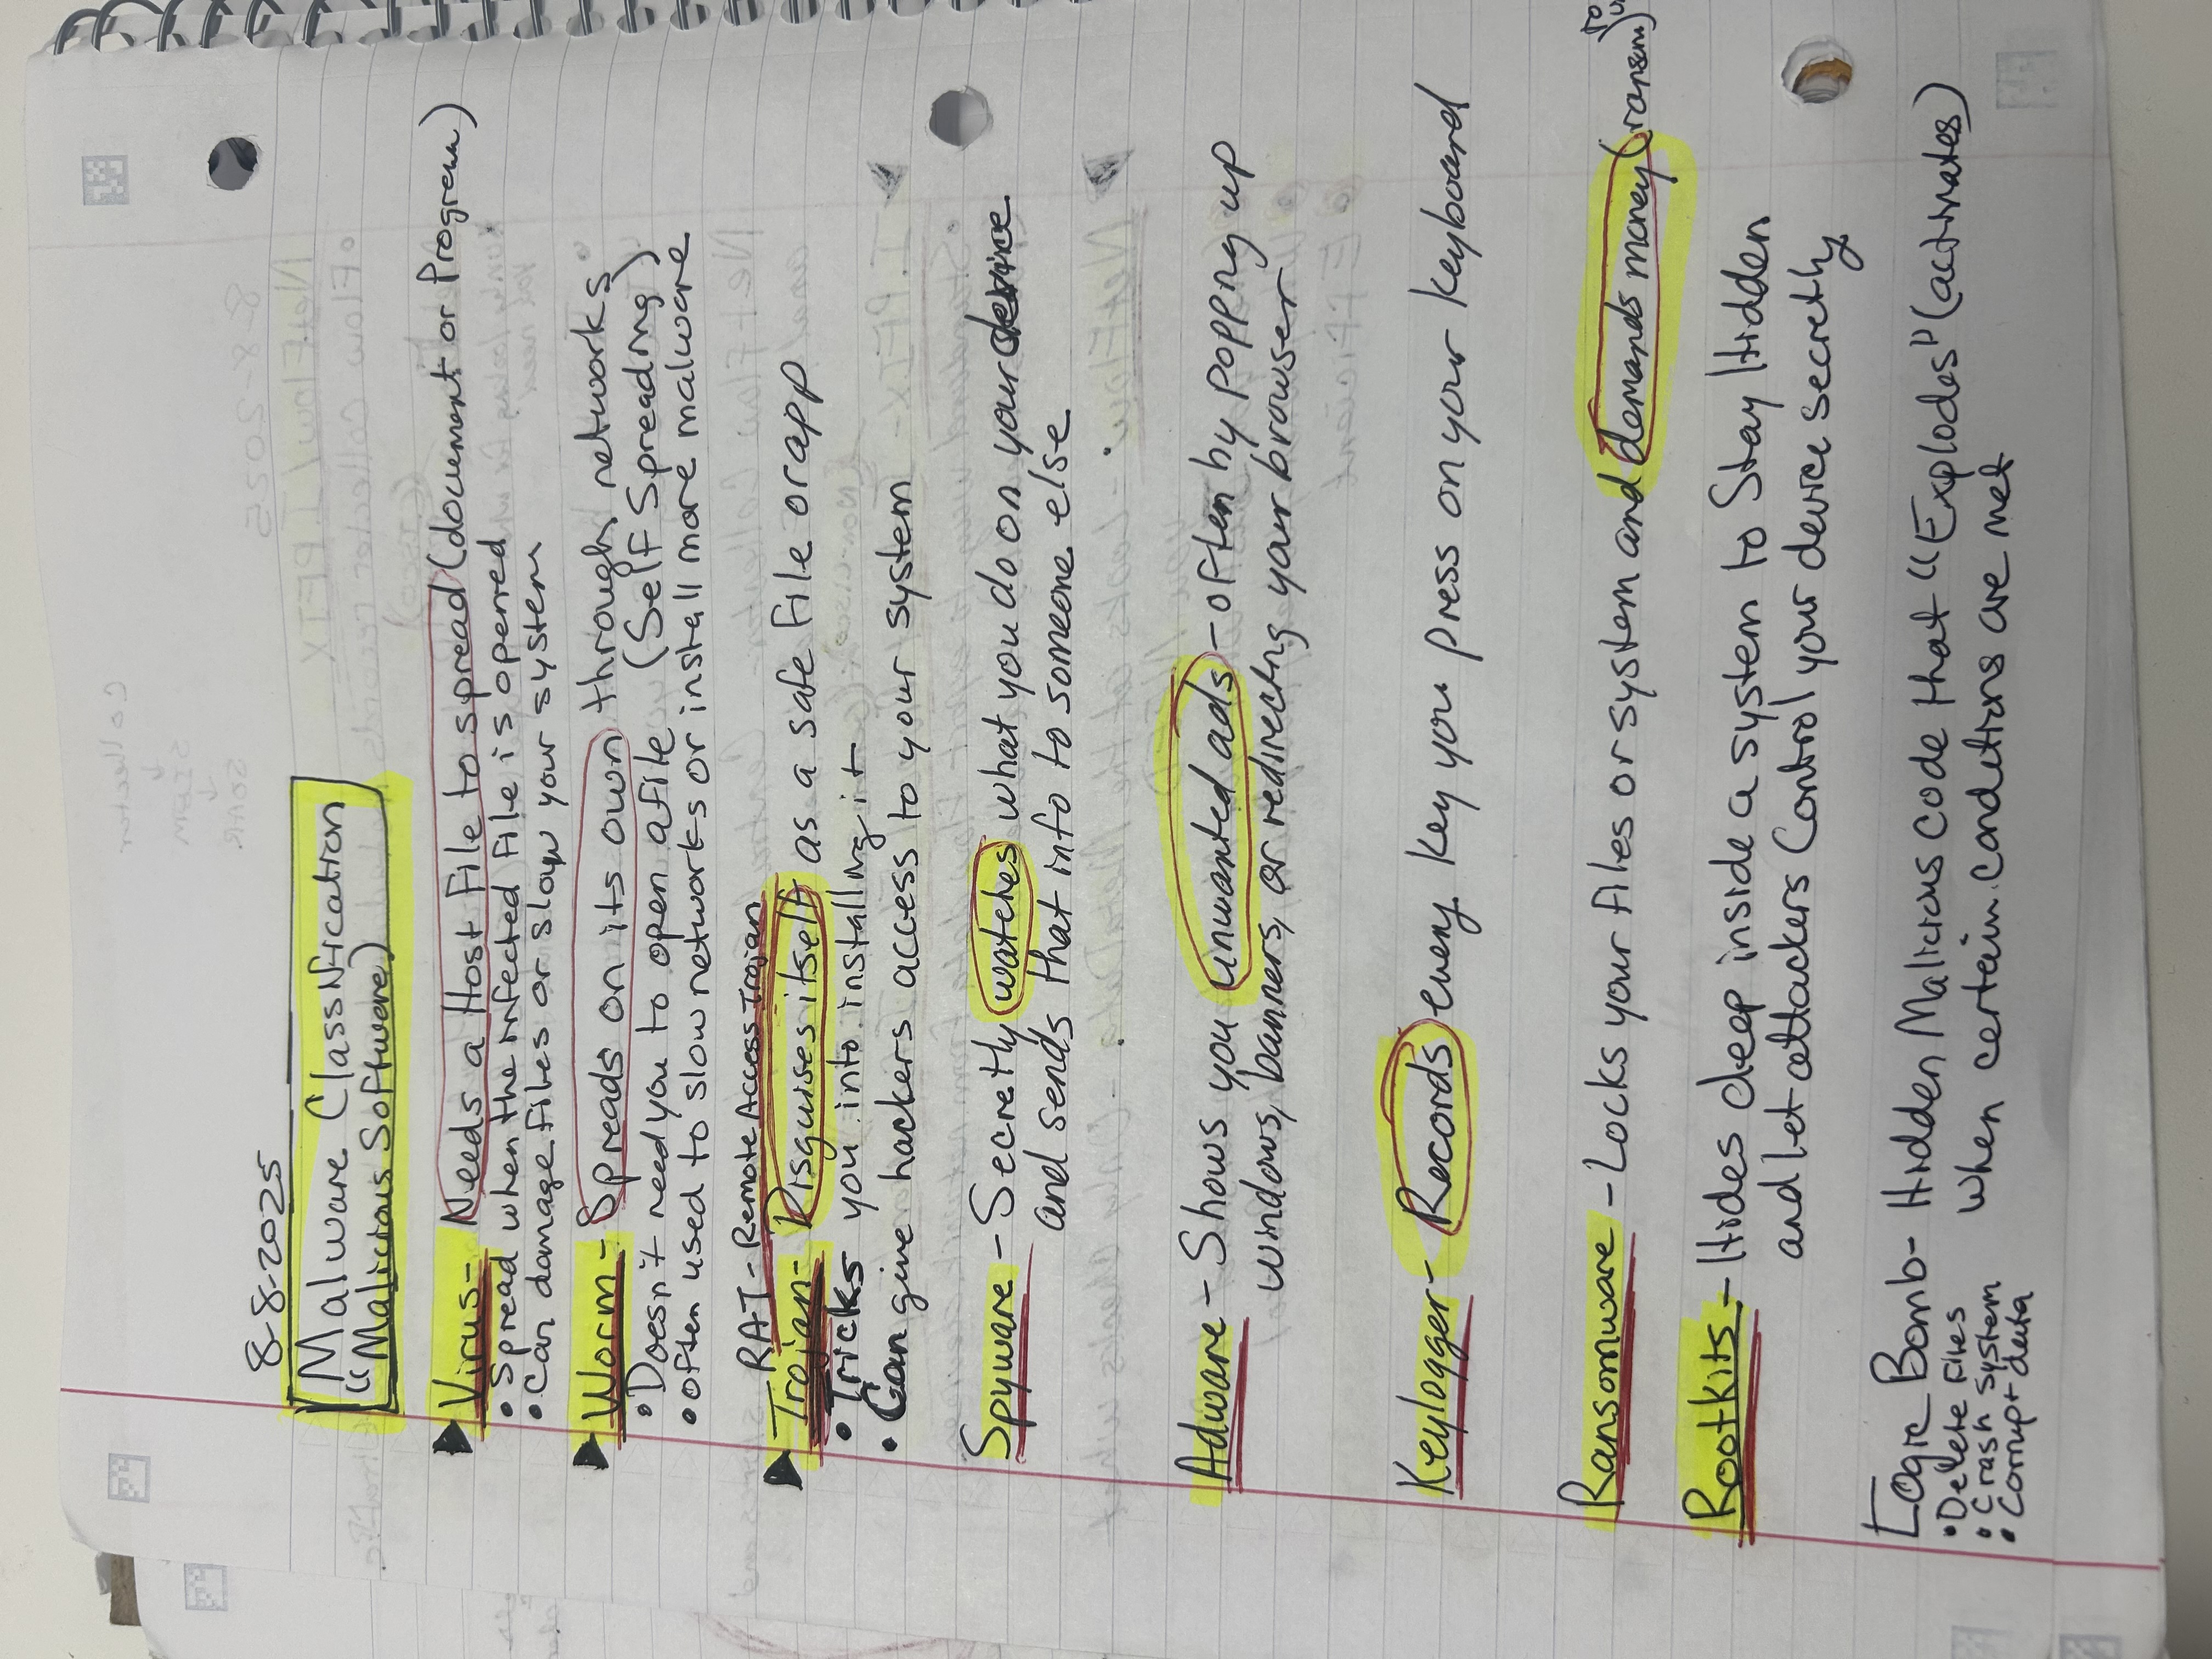 8-8-2025
Malware Classification
"Malicious Software)
Virus- Needs a Host File to spread (document or Program)
• Spread when the infected file is opened
• Can damage files or slow your system
Worm- Spreads on its own through networks
• Doesn't need you to open a file (Self Spreading)
• often used to slow networks or install more malware
RAT- Remote Access Trojan
Trojan- Disguises itself as a safe file or app
• Tricks you into installing it
• Can give hackers access to your system
Spyware - Secretly watches what you do on your device
and sends that info to someone else
Adware - Shows you unwanted ads - often by popping up
windows, banners, or redirecting your browser
Keylogger- Records every key you press on your keyboard
Ransomware - Locks your files or system and demands money (ransom) to
Rootkits - Hides deep inside a system to Stay Hidden
and let attackers Control your device secretly
Logic Bomb- Hidden Malicious code that "Explodes" (activates)
• Delete Files
when certain conditions are met
• Crash System
• Corrupt data